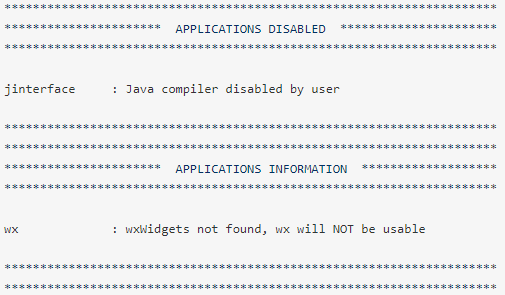 **********************************************************************************
**********************  APPLICATIONS DISABLED  **********************
**********************************************************************************
jinterface     : Java compiler disabled by user
**********************************************************************************
**********************************************************************************
**********************  APPLICATIONS INFORMATION  *******************
**********************************************************************************
wx             : wxWidgets not found, wx will NOT be usable
**********************************************************************************
**********************************************************************************